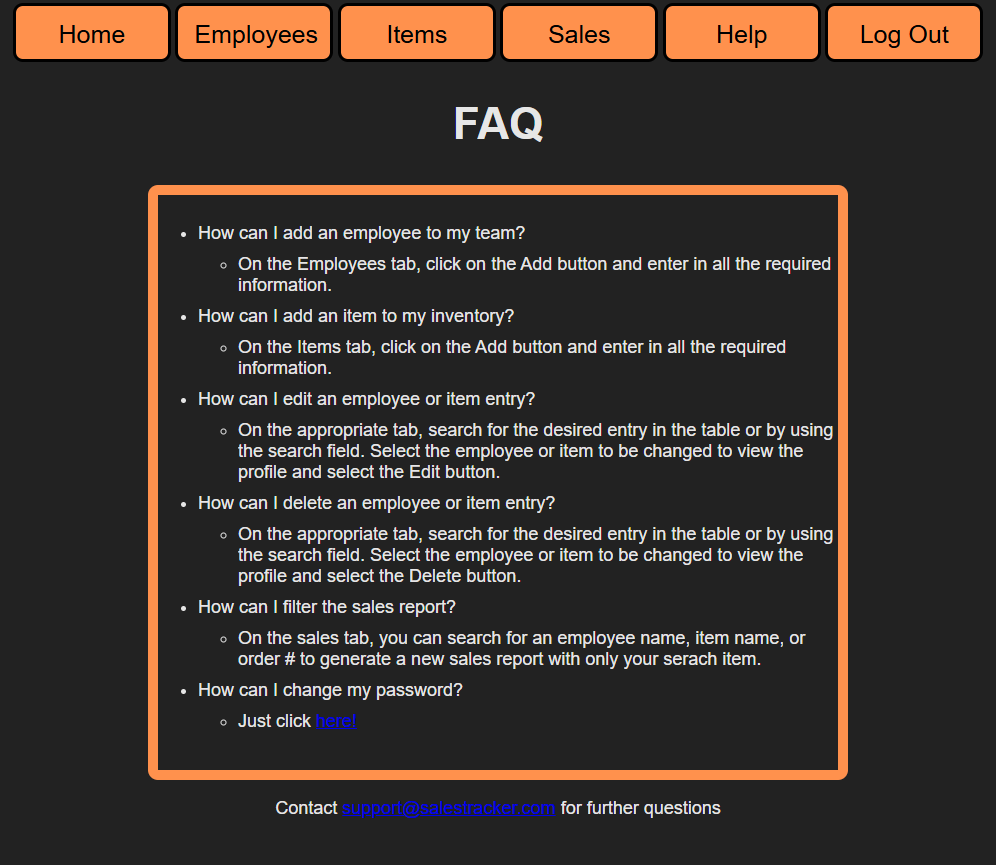 Home Employees Items Sales Help Log Out
FAQ
How can I add an employee to my team?
On the Employees tab, click on the Add button and enter in all the required
information.
How can I add an item to my inventory?
On the Items tab, click on the Add button and enter in all the required
information.
How can I edit an employee or item entry?
On the appropriate tab, search for the desired entry in the table or by using
the search field. Select the employee or item to be changed to view the
profile and select the Edit button.
How can I delete an employee or item entry?
On the appropriate tab, search for the desired entry in the table or by using
the search field. Select the employee or item to be changed to view the
profile and select the Delete button.
How can I filter the sales report?
On the sales tab, you can search for an employee name, item name, or
order # to generate a new sales report with only your serach item.
How can I change my password?
Just click here!
Contact support@salestracker.com for further questions